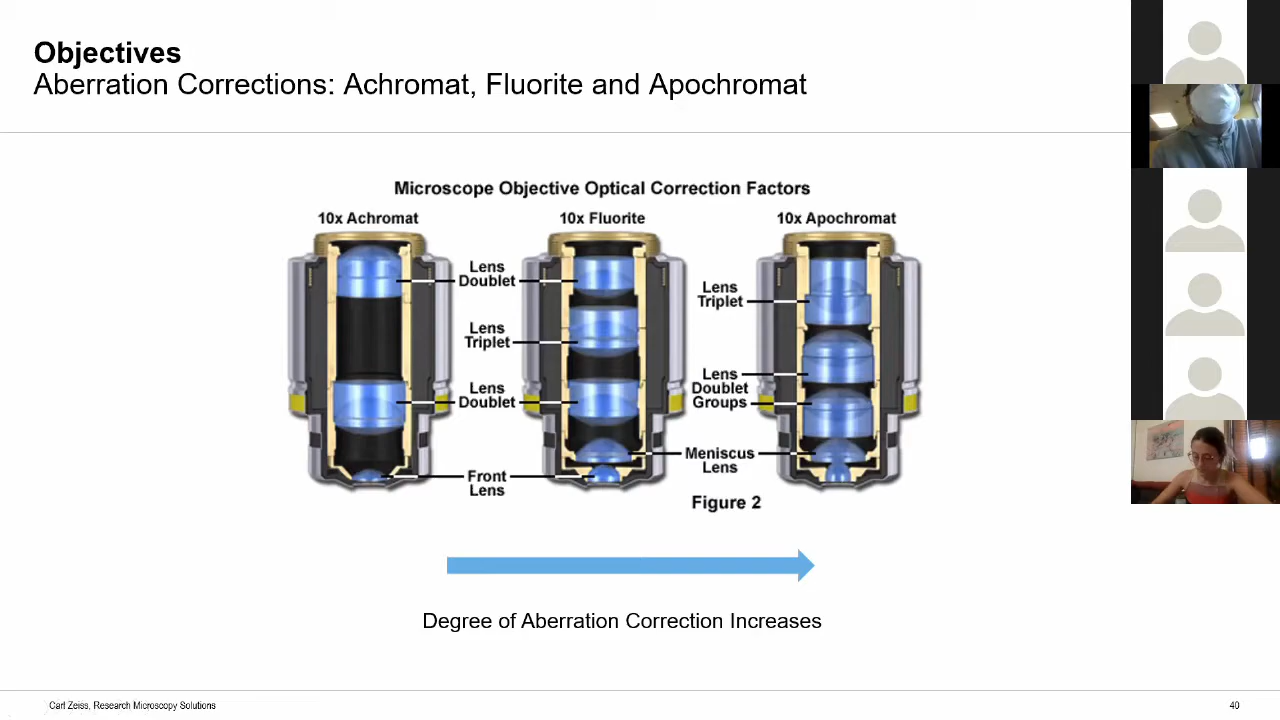 Objectives
Aberration Corrections: Achromat, Fluorite and Apochromat
Microscope Objective Optical Correction Factors
10x Achromat
10x Fluorite
10x Apochromat
Lens
Doublet
Lens
Triplet
Lens
Triplet
Lens
Doublet
Lens
Doublet
Groups
Meniscus
Lens
Front
Lens
Figure 2
Degree of Aberration Correction Increases
Carl Zeiss, Research Microscopy Solutions
40